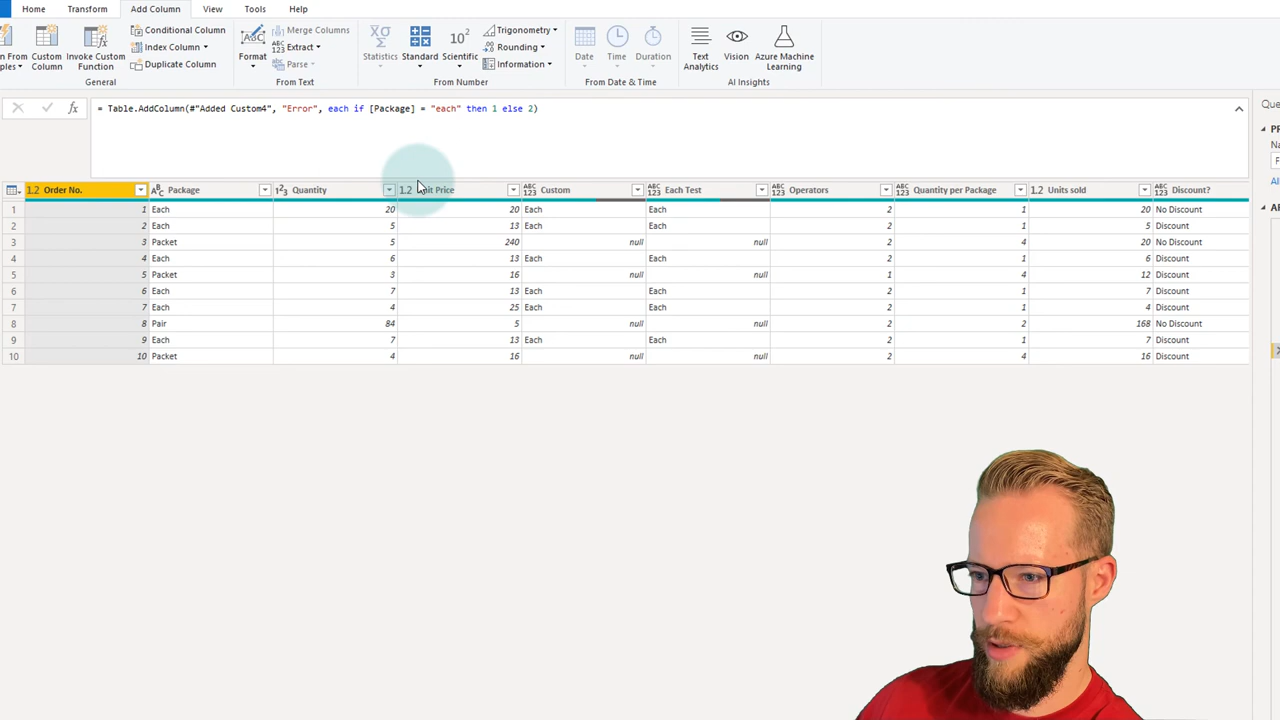 Home Transform Add Column View Tools Help
Conditional Column
Index Column
Duplicate Column
Custom Column
Invoke Custom Function
General
Format
Merge Columns
Extract
Parse
From Text
Statistics Standard Scientific
Trigonometry
Rounding
Information
From Number
Date Time Duration
From Date & Time
Text Analytics
Vision
Azure Machine Learning
AI Insights
= Table.AddColumn(#"Added Custom4", "Error", each if [Package] = "each" then 1 else 2)
1.2 Order No. Package Quantity 1.2 Price Custom Each Test Operators Quantity per Package 1.2 Units sold Discount?
1 1 Each 20 20 Each Each 2 1 20 No Discount
2 2 Each 5 13 Each Each 2 1 5 Discount
3 3 Packet 5 240 null null 2 4 20 No Discount
4 4 Each 6 13 Each Each 2 1 6 Discount
5 5 Packet 3 16 null null 1 4 12 Discount
6 6 Each 7 13 Each Each 2 1 7 Discount
7 7 Each 4 25 Each Each 2 1 4 Discount
8 8 Pair 84 5 null null 2 2 168 No Discount
9 9 Each 7 13 Each Each 2 1 7 Discount
10 10 Packet 4 16 null null 2 4 16 Discount